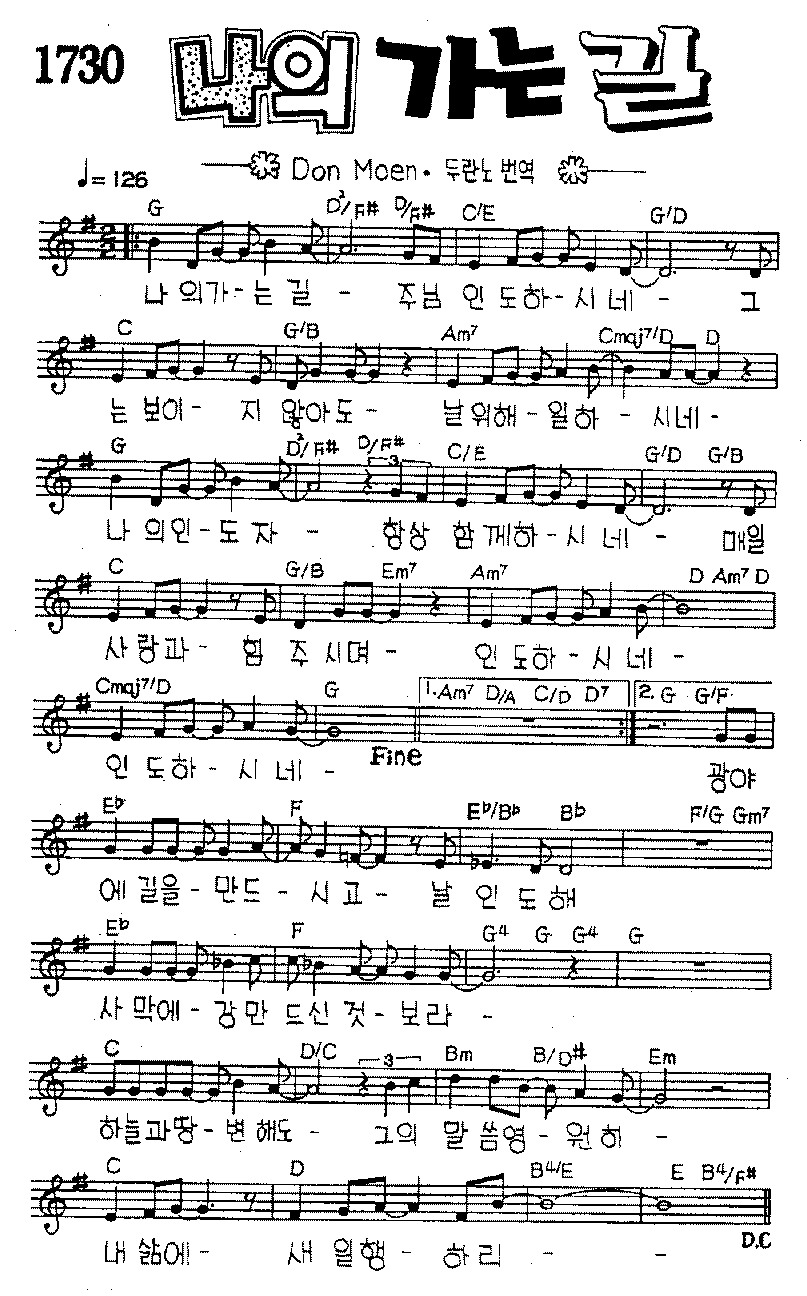 1730
나의 가는 길
♩= 126
Don Moen · 두란노 번역
G D²/F# D/F# C/E G/D
나 의가- 는 길 - 주님 인 도하- 시 네 - 그
C G/B Am7 Cmaj7/D D
는 보이 - 지 않아도 - 날 위해 - 일하 - 시네 -
G D²/F# D/F# 3 C/E G/D G/B
나 의인 - 도 자 - 항상 함 께하 - 시 네 - 매일
C G/B Em7 Am7 D Am7 D
사 랑과 - 힘 주 시며 - 인 도하 - 시 네 -
Cmaj7/D G 1. Am7 D/A C/D D7 2. G G/F
Fine
인 도하 - 시 네 - 광야
E♭ F E♭/B♭ B♭ F/G Gm7
에 길을 - 만드 - 시 고 - 날 인 도 해
E♭ F G4 G G4 G
사 막에 - 강 만 드신 것 - 보라 -
C D/C 3 Bm B/D# Em
하늘과땅 - 변해도 - 그의 말 씀영 - 원히 -
C D B4/E E B4/F#
D.C
내 삶에 - 새 일행 - 하리 - -